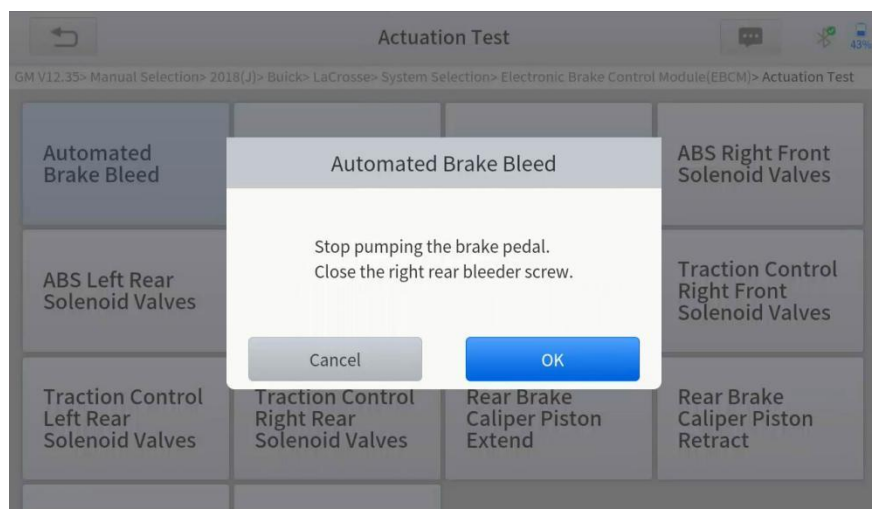 Actuation Test
43%
GM V12.35> Manual Selection> 2018(J)> Buick> LaCrosse> System Selection> Electronic Brake Control Module(EBCM)> Actuation Test
Automated
Brake Bleed
ABS Right Front
Solenoid Valves
Automated Brake Bleed
Stop pumping the brake pedal.
Close the right rear bleeder screw.
Cancel
OK
ABS Left Rear
Solenoid Valves
Traction Control
Right Front
Solenoid Valves
Traction Control
Left Rear
Solenoid Valves
Traction Control
Right Rear
Solenoid Valves
Rear Brake
Caliper Piston
Extend
Rear Brake
Caliper Piston
Retract